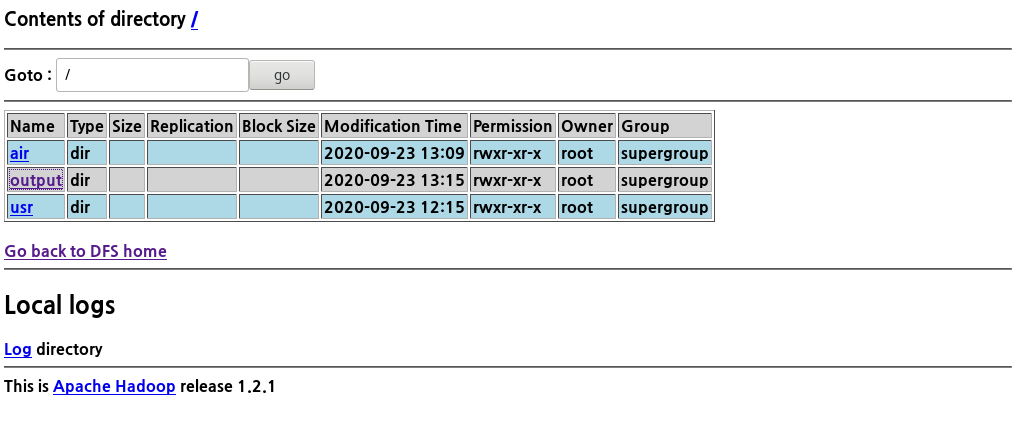 Contents of directory /
Goto : / go
Name Type Size Replication Block Size Modification Time Permission Owner Group
air dir 2020-09-23 13:09 rwxr-xr-x root supergroup
output dir 2020-09-23 13:15 rwxr-xr-x root supergroup
usr dir 2020-09-23 12:15 rwxr-xr-x root supergroup
Go back to DFS home
Local logs
Log directory
This is Apache Hadoop release 1.2.1